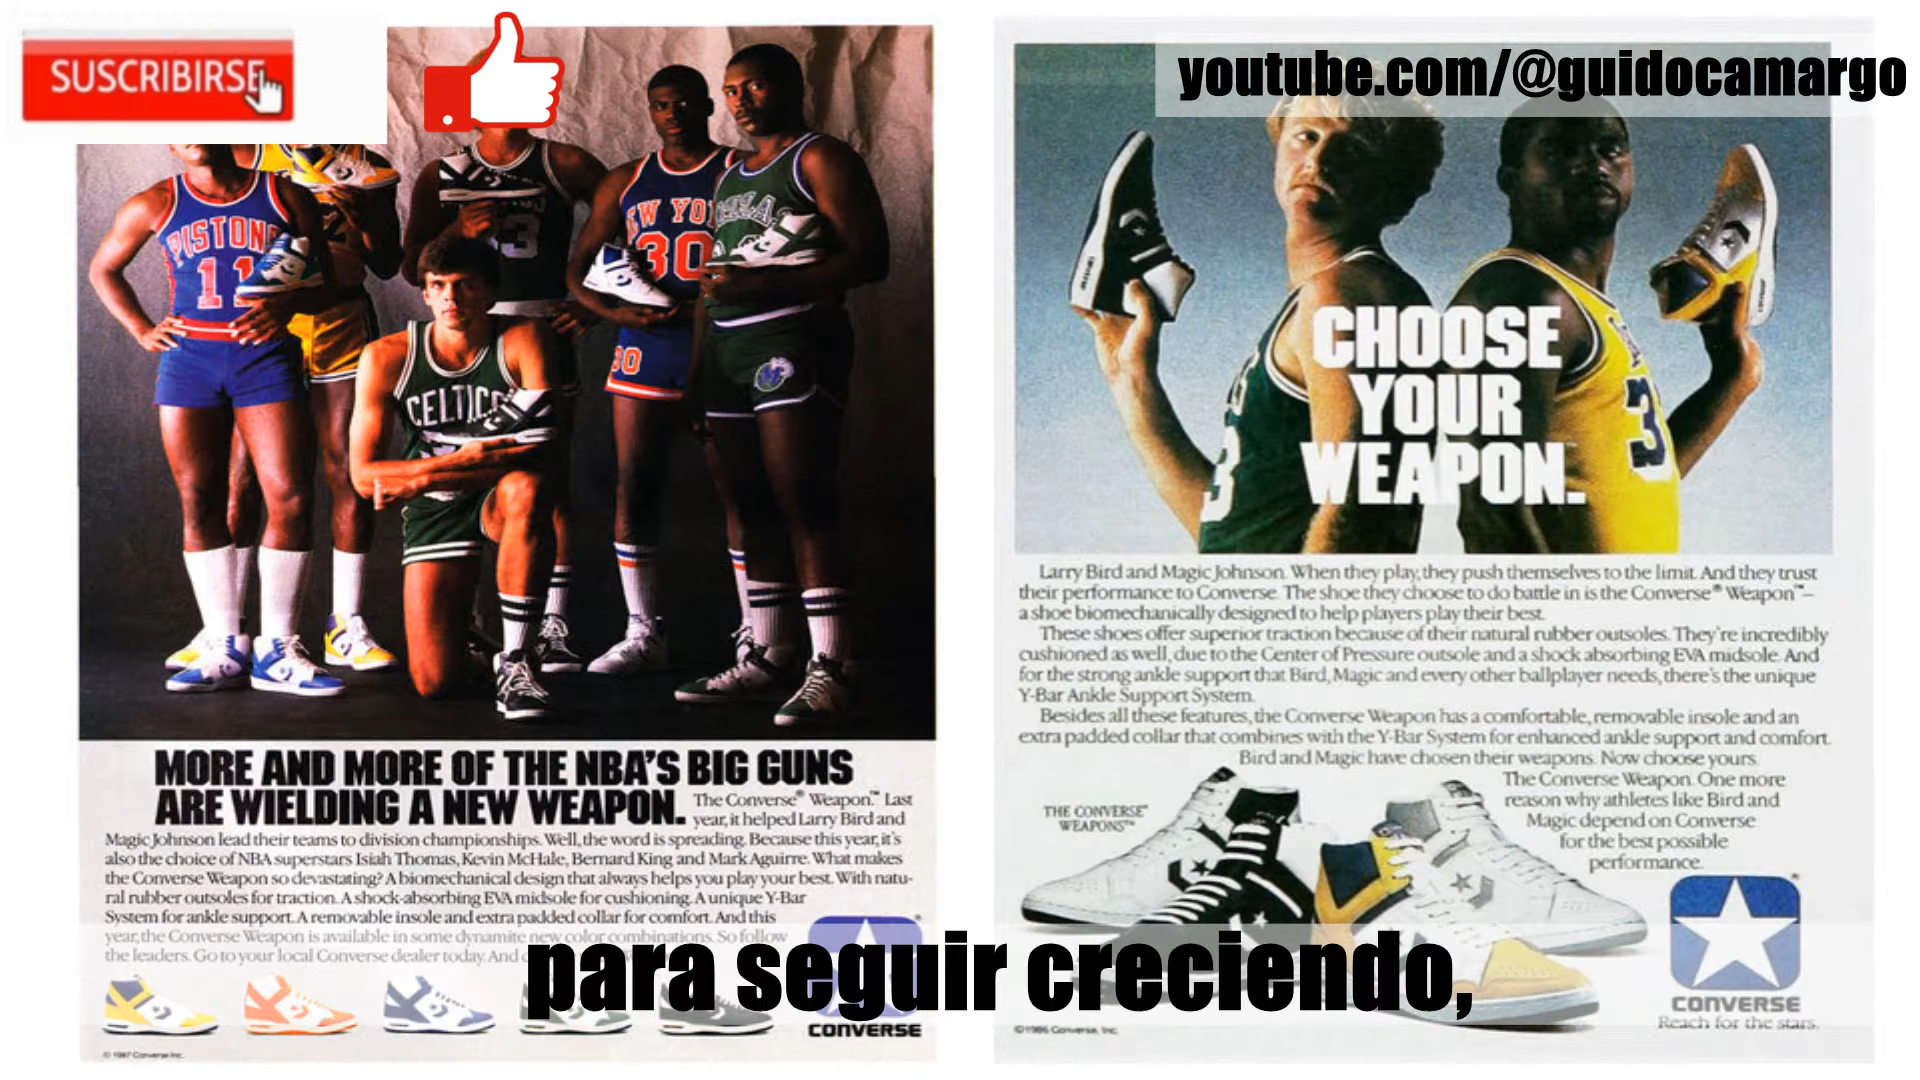 SUSCRIBIRSE
youtube.com/@guidocamargo
PISTONS
11
3
W YO
30
30
CELTICS
MORE AND MORE OF THE NBA'S BIG GUNS
ARE WIELDING A NEW WEAPON. The Converse® Weapon.™ Last
year, it helped Larry Bird and
Magic Johnson lead their teams to division championships. Well, the word is spreading. Because this year, it's
also the choice of NBA superstars Isiah Thomas, Kevin McHale, Bernard King and Mark Aguirre. What makes
the Converse Weapon so devastating? A biomechanical design that always helps you play your best. With natu-
ral rubber outsoles for traction. A shock-absorbing EVA midsole for cushioning. A unique Y-Bar
System for ankle support. A removable insole and extra padded collar for comfort. And this
year, the Converse Weapon is available in some dynamite new color combinations. So follow
the leaders. Go to your local Converse dealer today. And
CONVERSE
© 1987 Converse Inc.
CHOOSE
YOUR
WEAPON.™
3
3
Larry Bird and Magic Johnson. When they play, they push themselves to the limit. And they trust
their performance to Converse. The shoe they choose to do battle in is the Converse® Weapon™–
a shoe biomechanically designed to help players play their best.
These shoes offer superior traction because of their natural rubber outsoles. They're incredibly
cushioned as well, due to the Center of Pressure outsole and a shock absorbing EVA midsole. And
for the strong ankle support that Bird, Magic and every other ballplayer needs, there's the unique
Y-Bar Ankle Support System.
Besides all these features, the Converse Weapon has a comfortable, removable insole and an
extra padded collar that combines with the Y-Bar System for enhanced ankle support and comfort.
Bird and Magic have chosen their weapons. Now choose yours.
The Converse Weapon. One more
reason why athletes like Bird and
Magic depend on Converse
for the best possible
performance.
THE CONVERSE®
WEAPONS™
CONVERSE®
Reach for the stars.
©1986 Converse, Inc.
para seguir creciendo,